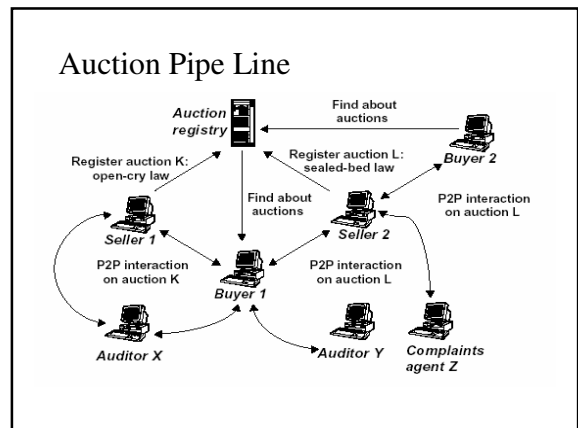 Auction Pipe Line
Auction
registry
Find about
auctions
Buyer 2
Register auction K:
open-cry law
Register auction L:
sealed-bed law
Find about
auctions
P2P interaction
on auction L
Seller 1
Seller 2
P2P interaction
on auction K
Buyer 1
P2P interaction
on auction L
Auditor X
Auditor Y
Complaints
agent Z